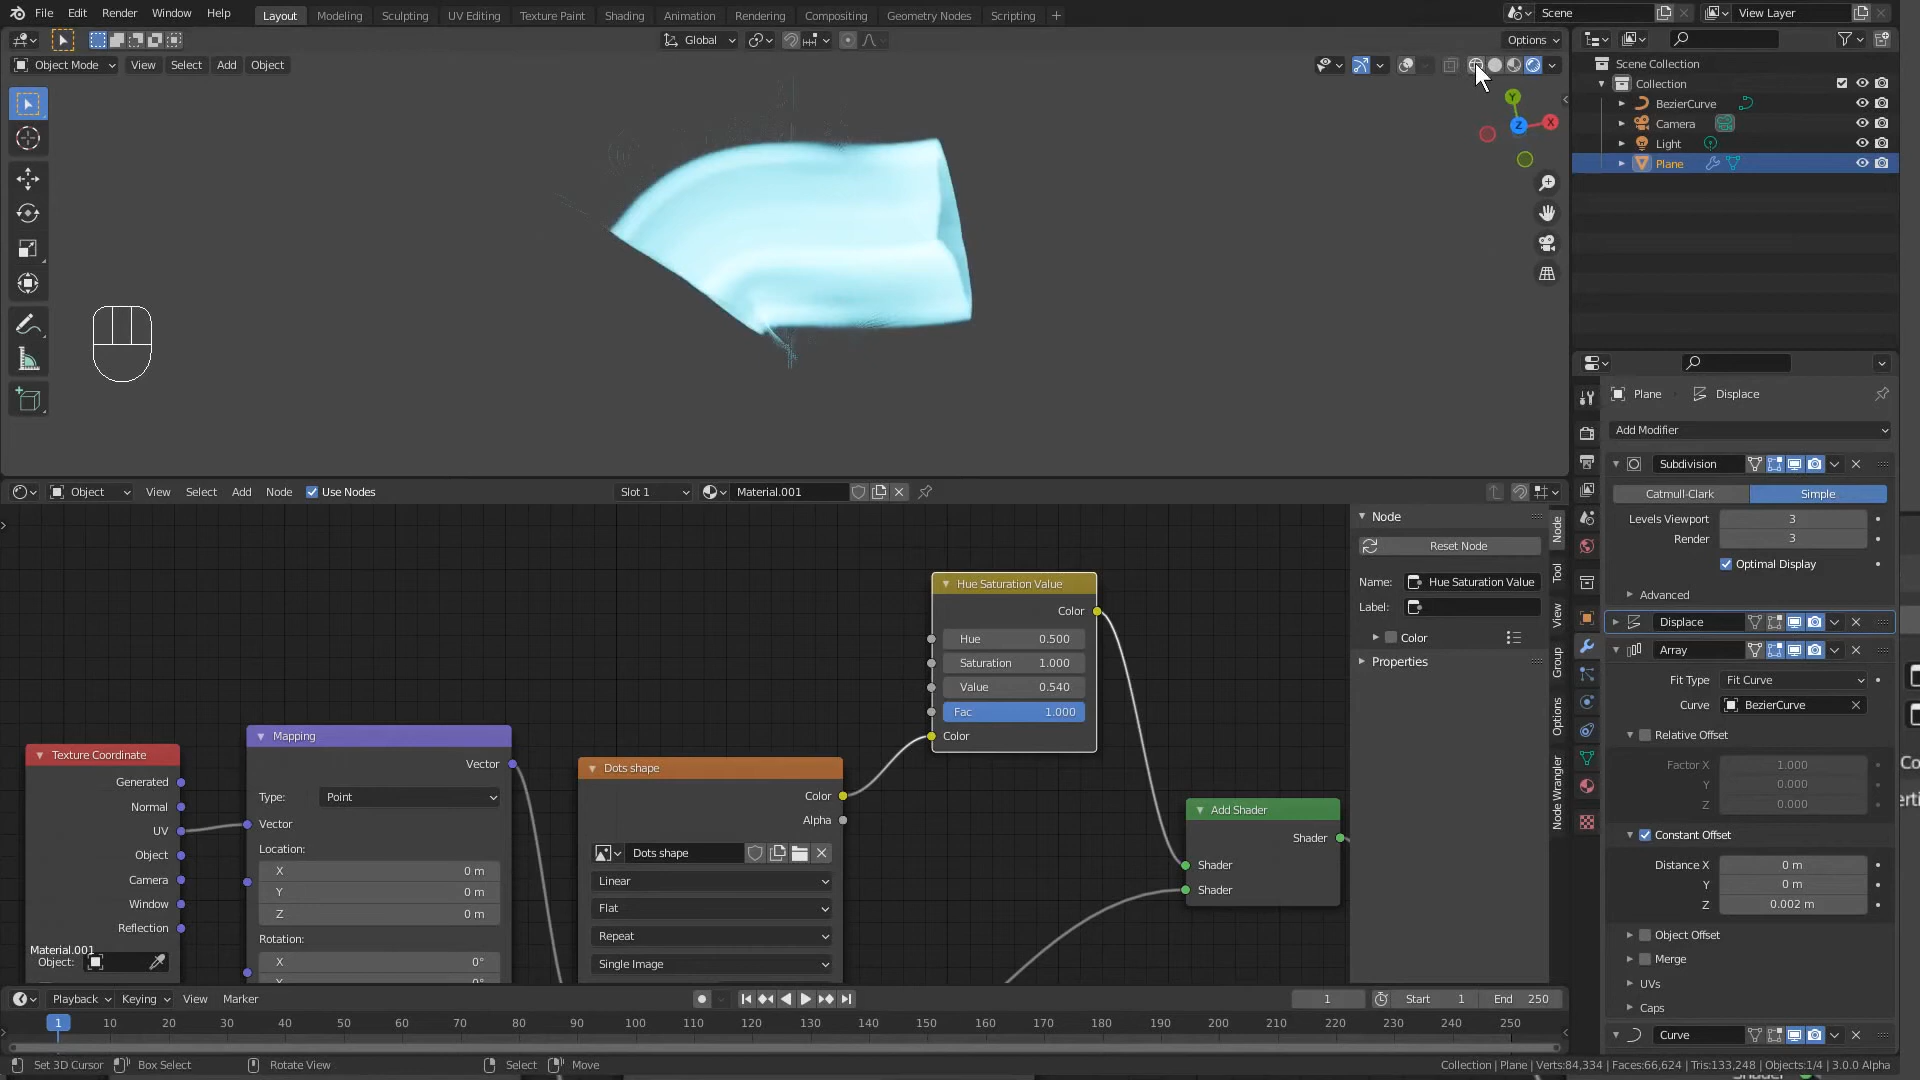 File Edit Render Window Help Layout Modeling Sculpting UV Editing Texture Paint Shading Animation Rendering Compositing Geometry Nodes Scripting + Scene View Layer
Global Options
Object Mode View Select Add Object
Y
X
Z
Scene Collection
Collection
BezierCurve
Camera
Light
Plane
Plane Displace
Add Modifier
Subdivision
Catmull-Clark Simple
Levels Viewport 3
Render 3
Optimal Display
Advanced
Displace
Array
Fit Type Fit Curve
Curve BezierCurve
Relative Offset
Factor X 1.000
Y 0.000
Z 0.000
Constant Offset
Distance X 0 m
Y 0 m
Z 0.002 m
Object Offset
Merge
UVs
Caps
Curve
Object View Select Add Node Use Nodes Slot 1 Material.001
Node
Reset Node
Name: Hue Saturation Value
Label:
Color
Properties
Node
Tool
View
Group
Options
Node Wrangler
Hue Saturation Value
Color
Hue 0.500
Saturation 1.000
Value 0.540
Fac 1.000
Color
Texture Coordinate
Generated
Normal
UV
Object
Camera
Window
Reflection
Material.001
Object:
Mapping
Vector
Type: Point
Vector
Location:
X 0 m
Y 0 m
Z 0 m
Rotation:
X 0°
Dots shape
Color
Alpha
Dots shape
Linear
Flat
Repeat
Single Image
Add Shader
Shader
Shader
Shader
Playback Keying View Marker 1 Start 1 End 250
1 10 20 30 40 50 60 70 80 90 100 110 120 130 140 150 160 170 180 190 200 210 220 230 240 250
Set 3D Cursor Box Select Rotate View Select Move Collection | Plane | Verts:84,334 | Faces:66,624 | Tris:133,248 | Objects:1/4 | 3.0.0 Alpha